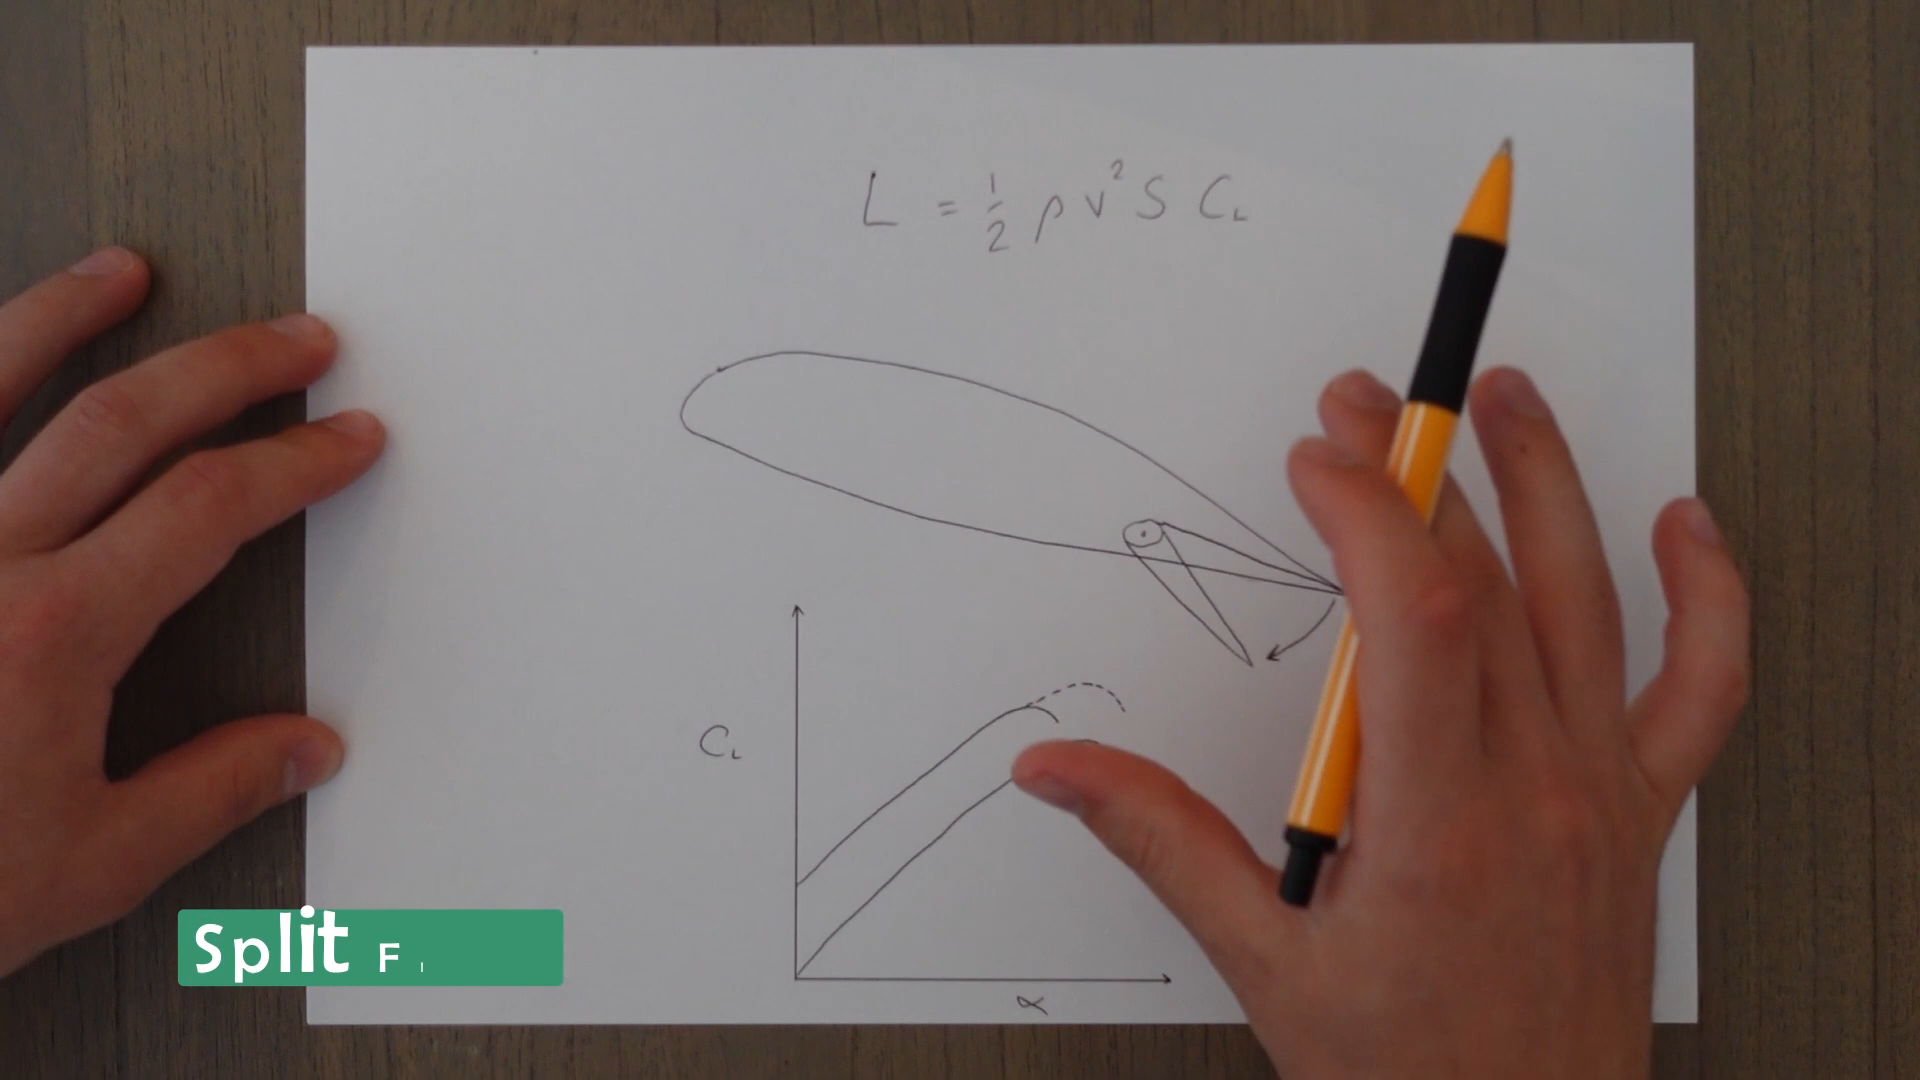 L = ½ ρ v² S C_L
C_L
α
Split F